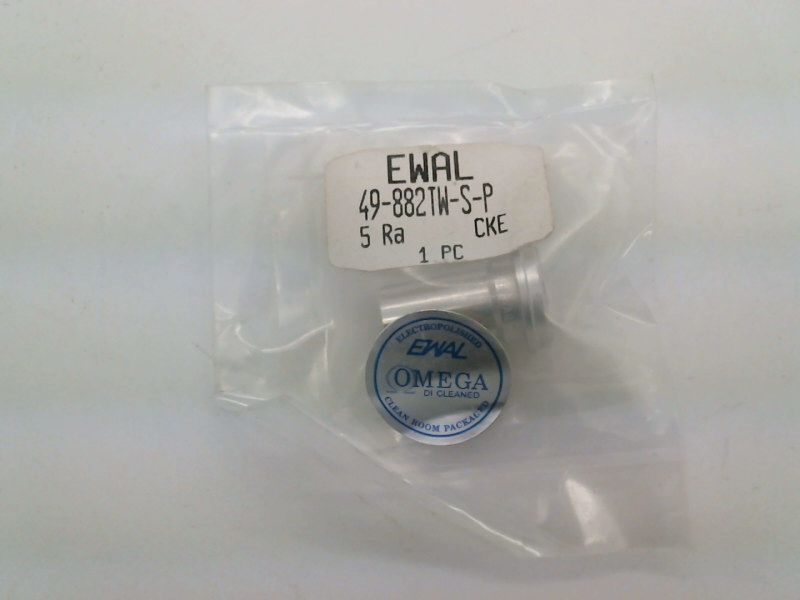 EWAL
49-882TW-S-P
5 Ra CKE
1 PC
ELECTROPOLISHED
EWAL
OMEGA
DI CLEANED
CLEAN ROOM PACKAGED